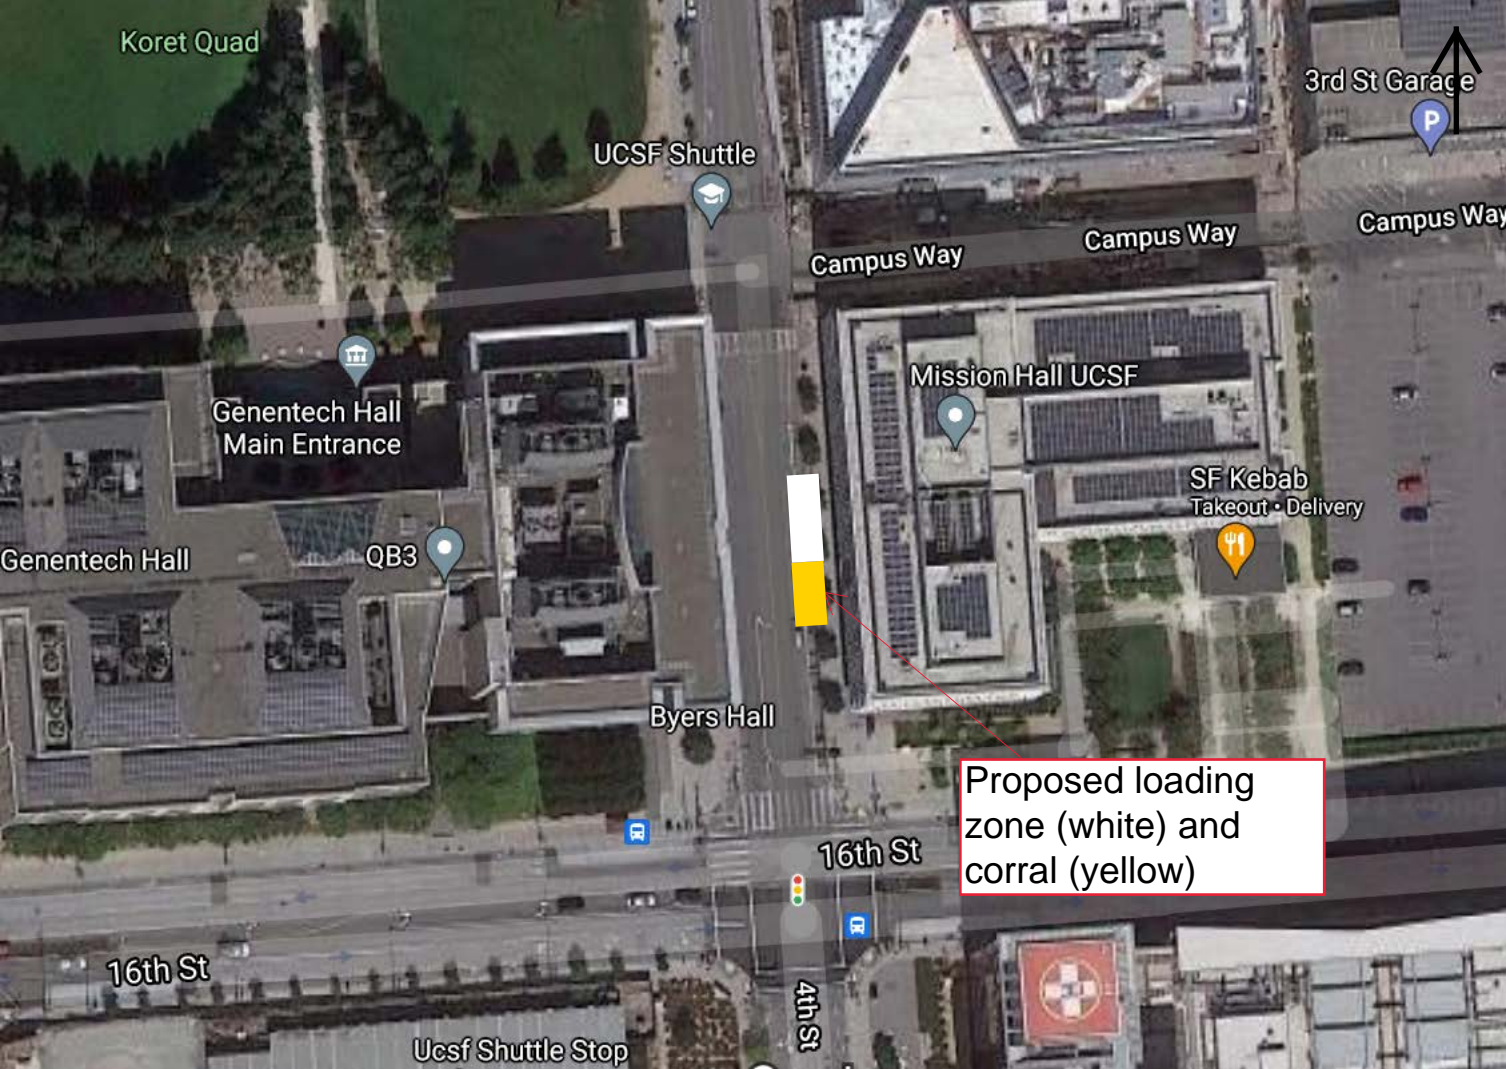 Koret Quad
3rd St Garage
P
UCSF Shuttle
Campus Way
Campus Way
Campus Way
Genentech Hall
Main Entrance
Mission Hall UCSF
SF Kebab
Takeout • Delivery
QB3
Genentech Hall
Byers Hall
Proposed loading
zone (white) and
corral (yellow)
16th St
16th St
4th St
Ucsf Shuttle Stop